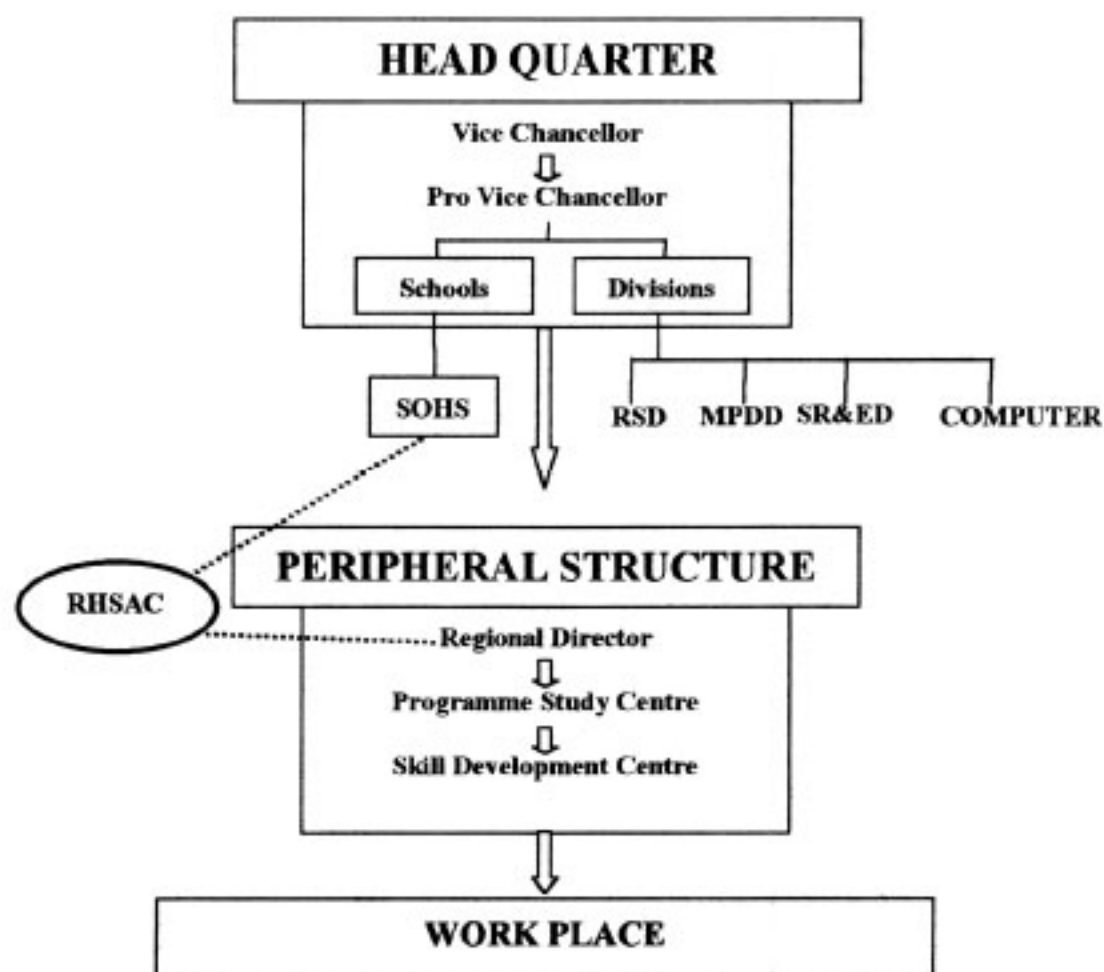 HEAD QUARTER
Vice Chancellor
Pro Vice Chancellor
Schools
Divisions
SOHS
RSD
MPDD
SR&ED
COMPUTER
PERIPHERAL STRUCTURE
RHSAC
Regional Director
Programme Study Centre
Skill Development Centre
WORK PLACE